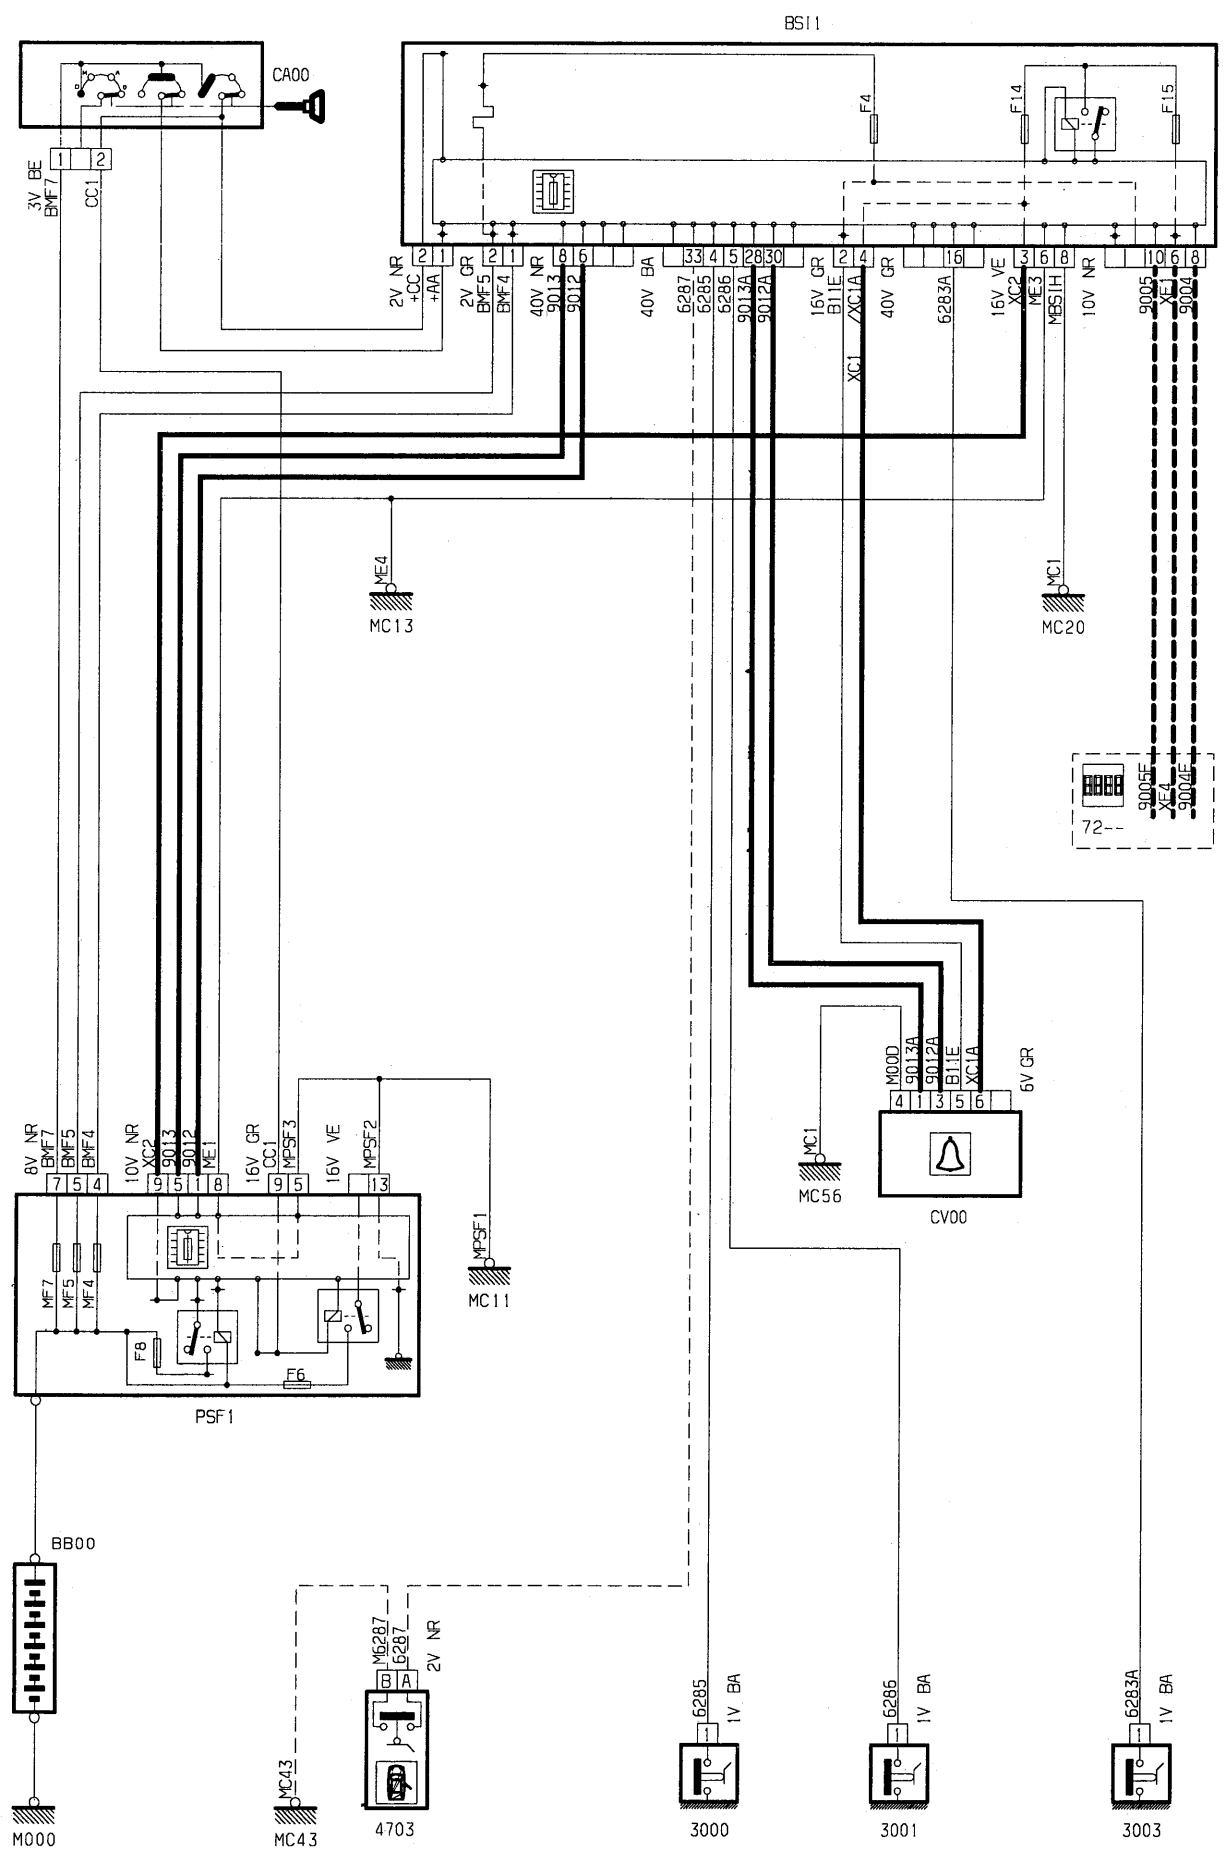 BSI1
CA00
M A
D
F4
F14
F15
1 2
3V BE
BMF7
CC1
2 1
2 1
8 6
33 4 5 28 30
2 4
16
3 6 8
10 6 8
2V NR
+CC
+AA
2V GR
BMF5
BMF4
40V NR
9013
9012
40V BA
6287
6285
6286
9013A
9012A
16V GR
B11E
/XC1A
XC1
40V GR
6283A
16V VE
XC2
ME3
MBSIH
10V NR
9005
XE1
9004
ME4
MC13
MC1
MC20
9005F
XE4
9004F
72--
M00D
9013A
9012A
B11E
XC1A
6V GR
4 1 3 5 6
MC1
MC56
CV00
8V NR
BMF7
BMF5
BMF4
10V NR
XC2
9013
9012
ME1
16V GR
CC1
MPSF3
16V VE
MPSF2
7 5 4
9 5 1 8
9 5
13
MPSF1
MC11
MF7
MF5
MF4
F8
F6
PSF1
BB00
M000
M6287
6287
2V NR
B A
MC43
MC43
4703
6285
1V BA
1
3000
6286
1V BA
1
3001
6283A
1V BA
1
3003